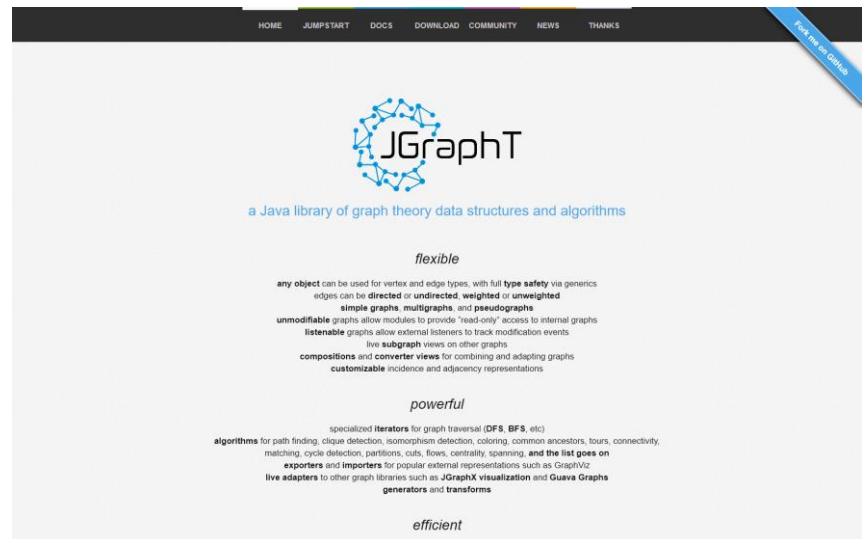 HOME JUMPSTART DOCS DOWNLOAD COMMUNITY NEWS THANKS
Fork me on GitHub
JGraphT
a Java library of graph theory data structures and algorithms
flexible
any object can be used for vertex and edge types, with full type safety via generics
edges can be directed or undirected, weighted or unweighted
simple graphs, multigraphs, and pseudographs
unmodifiable graphs allow modules to provide "read-only" access to internal graphs
listenable graphs allow external listeners to track modification events
live subgraph views on other graphs
compositions and converter views for combining and adapting graphs
customizable incidence and adjacency representations
powerful
specialized iterators for graph traversal (DFS, BFS, etc)
algorithms for path finding, clique detection, isomorphism detection, coloring, common ancestors, tours, connectivity,
matching, cycle detection, partitions, cuts, flows, centrality, spanning, and the list goes on
exporters and importers for popular external representations such as GraphViz
live adapters to other graph libraries such as JGraphX visualization and Guava Graphs
generators and transforms
efficient